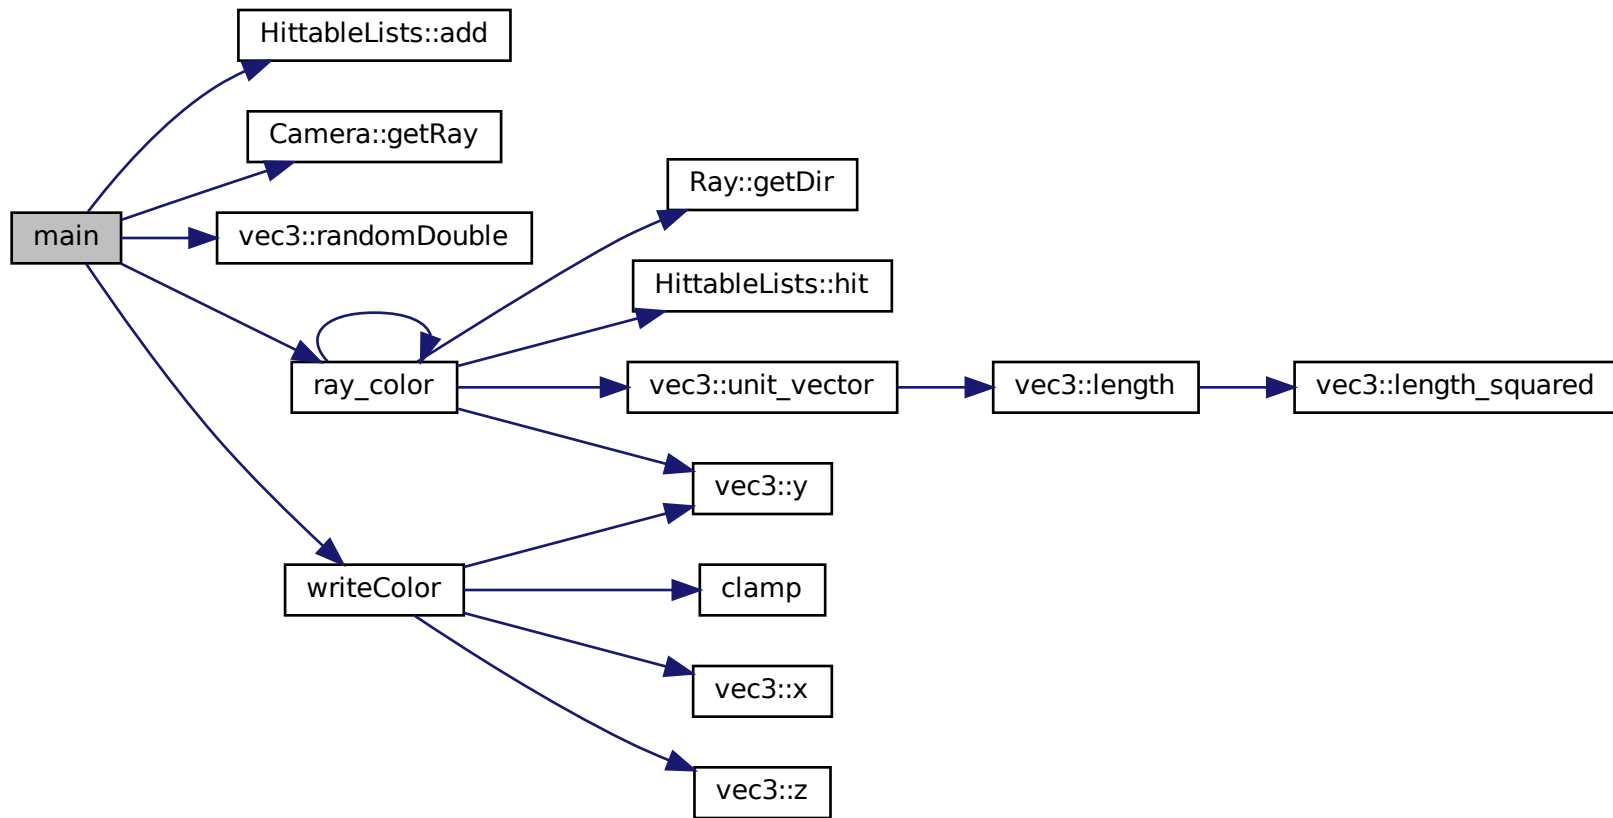 HittableLists::add
Camera::getRay
Ray::getDir
main
vec3::randomDouble
HittableLists::hit
ray_color
vec3::unit_vector
vec3::length
vec3::length_squared
vec3::y
writeColor
clamp
vec3::x
vec3::z